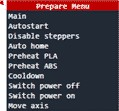 Prepare Menu
Main
Autostart
Disable steppers
Auto home
Preheat PLA
Preheat ABS
Cooldown
Switch power off
Switch power on
Move axis